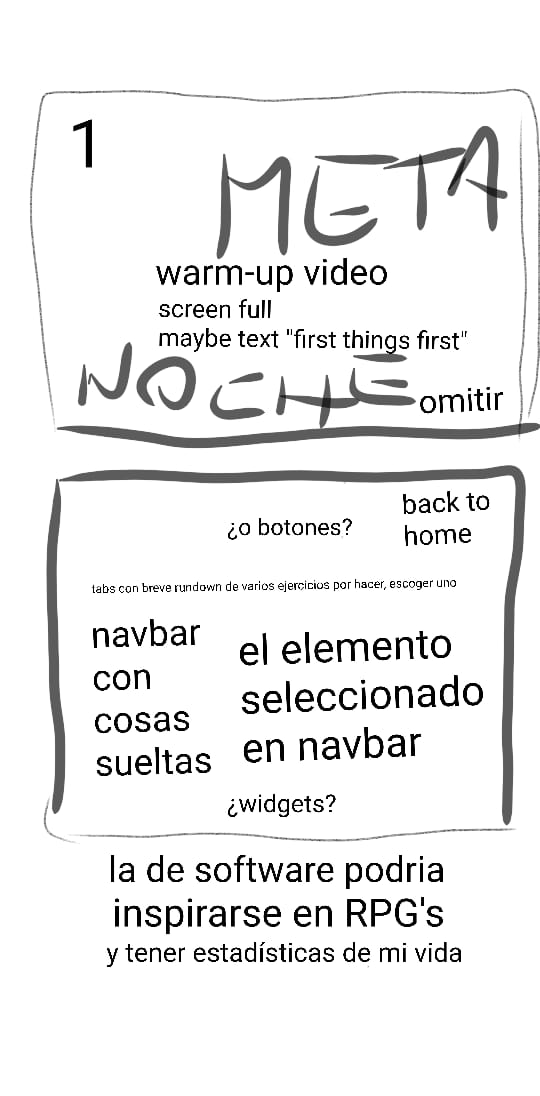 1
META
warm-up video
screen full
maybe text "first things first"
NOCHE
omitir
back to
home
¿o botones?
tabs con breve rundown de varios ejercicios por hacer, escoger uno
navbar
con
cosas
sueltas
el elemento
seleccionado
en navbar
¿widgets?
la de software podria
inspirarse en RPG's
y tener estadísticas de mi vida